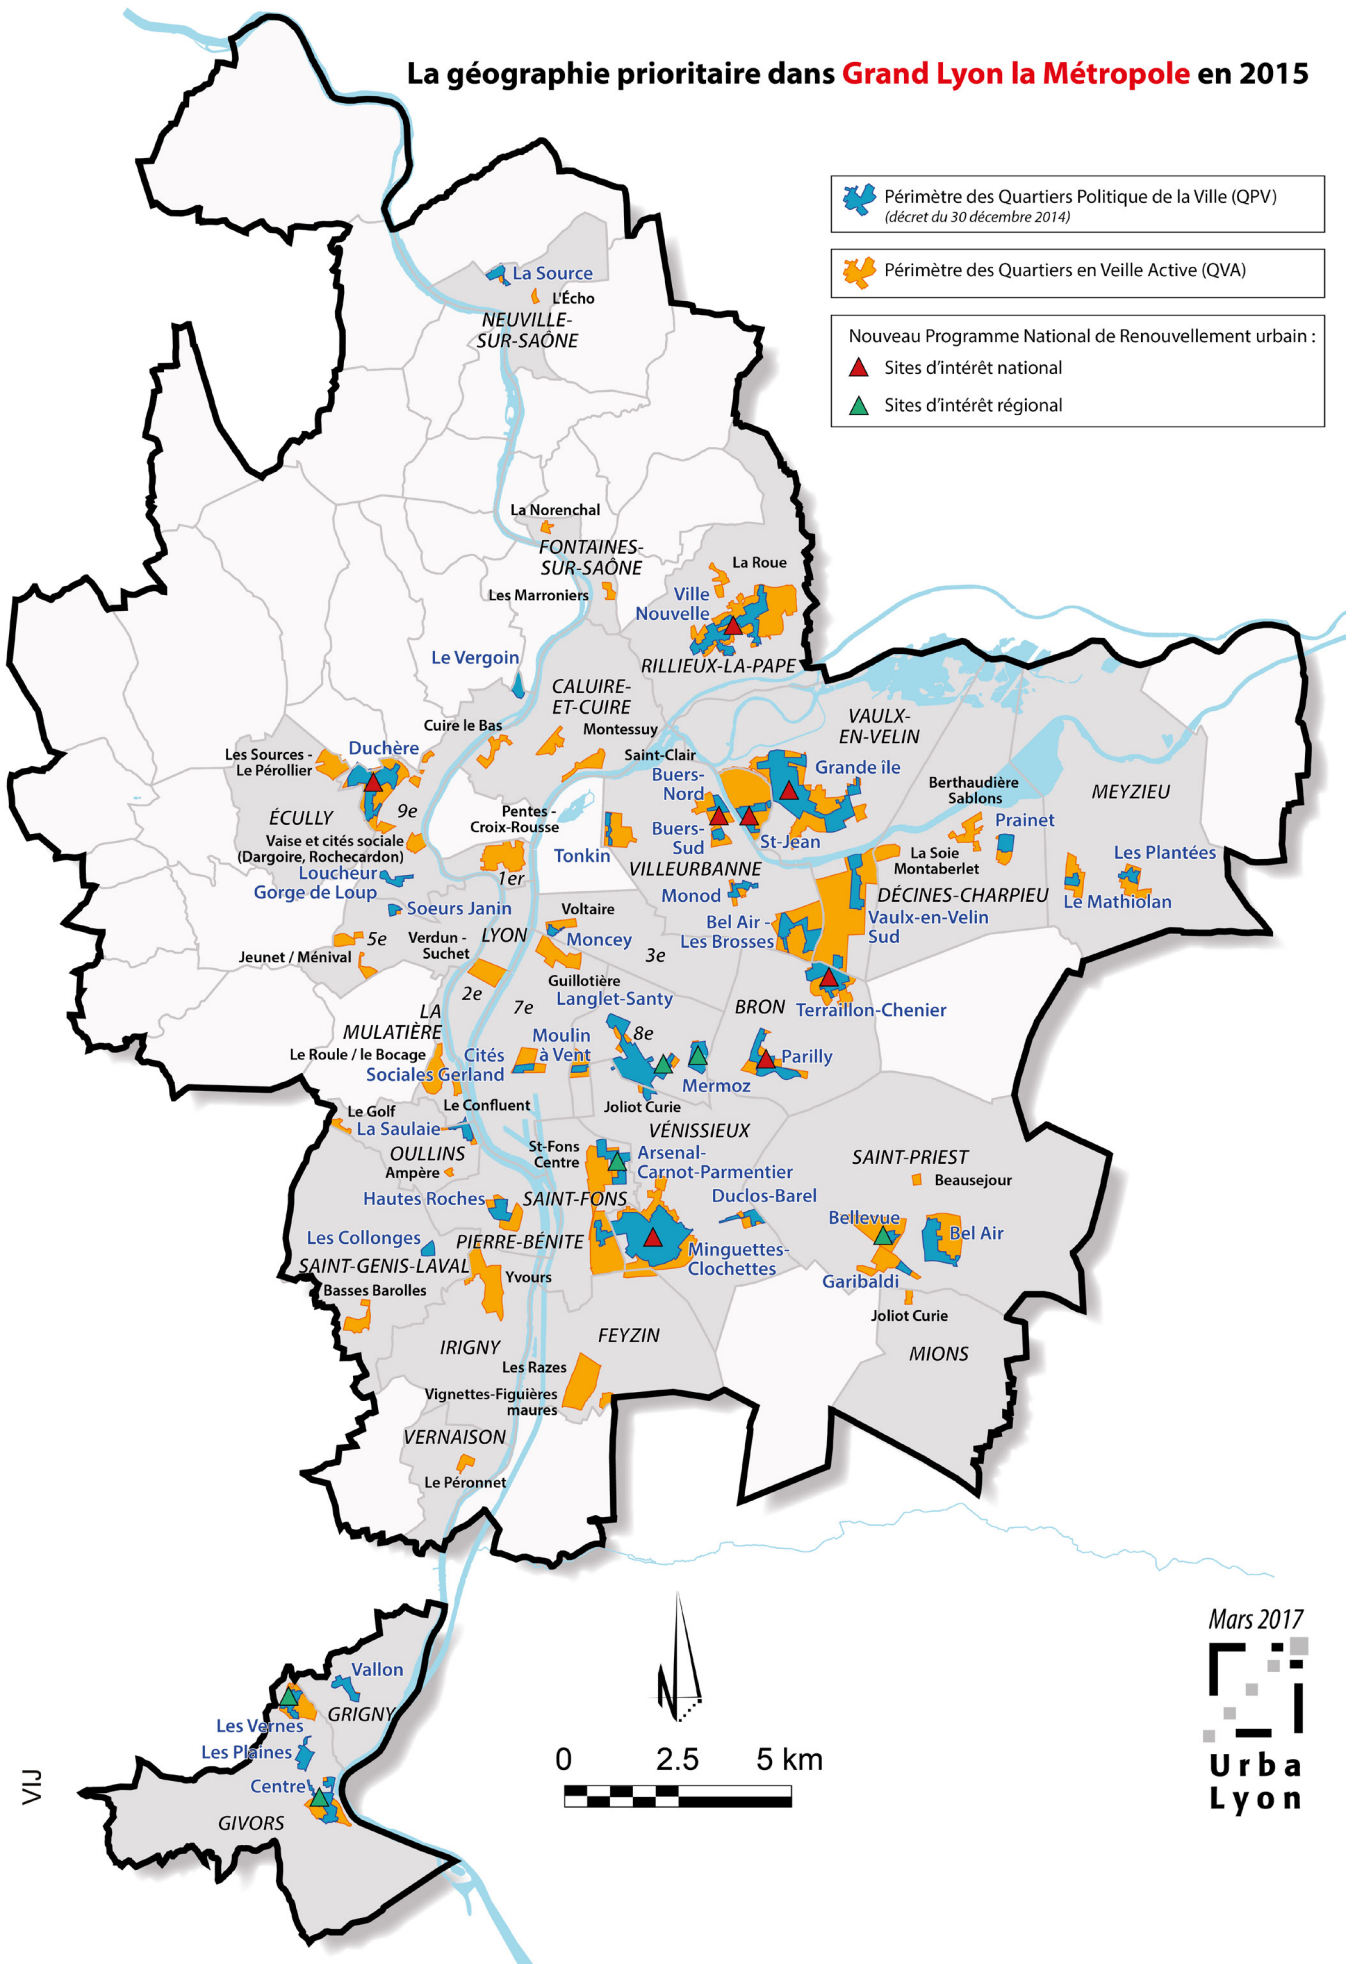 La géographie prioritaire dans Grand Lyon la Métropole en 2015
Périmètre des Quartiers Politique de la Ville (QPV)
(décret du 30 décembre 2014)
Périmètre des Quartiers en Veille Active (QVA)
Nouveau Programme National de Renouvellement urbain :
Sites d'intérêt national
Sites d'intérêt régional
La Source
L'Écho
NEUVILLE-
SUR-SAÔNE
La Norenchal
FONTAINES-
SUR-SAÔNE
Les Marroniers
La Roue
Ville
Nouvelle
RILLIEUX-LA-PAPE
Le Vergoin
CALUIRE-
ET-CUIRE
Cuire le Bas
Montessuy
Saint-Clair
VAULX-
EN-VELIN
Les Sources -
Le Pérollier
Duchère
ÉCULLY
9e
Buers-
Nord
Grande île
Berthaudière
Sablons
MEYZIEU
Pentes -
Croix-Rousse
Prainet
Vaise et cités sociale
(Dargoire, Rochecardon)
Tonkin
Buers-
Sud
St-Jean
VILLEURBANNE
La Soie
Montaberlet
Les Plantées
Loucheur
Gorge de Loup
1er
Monod
DÉCINES-CHARPIEU
Le Mathiolan
Soeurs Janin
Voltaire
Bel Air -
Les Brosses
Vaulx-en-Velin
Sud
5e
Verdun -
Suchet
LYON
Moncey
3e
Jeunet / Ménival
Guillotière
2e
7e
Langlet-Santy
BRON
Terraillon-Chenier
LA
MULATIÈRE
8e
Moulin
à Vent
Le Roule / le Bocage
Cités
Sociales Gerland
Parilly
Mermoz
Le Golf
Le Confluent
Joliot Curie
La Saulaie
VÉNISSIEUX
OULLINS
Ampère
St-Fons
Centre
Arsenal-
Carnot-Parmentier
SAINT-PRIEST
Beausejour
Hautes Roches
SAINT-FONS
Duclos-Barel
Bellevue
Les Collonges
PIERRE-BÉNITE
Bel Air
Minguettes-
Clochettes
SAINT-GENIS-LAVAL
Yvours
Garibaldi
Basses Barolles
Joliot Curie
IRIGNY
FEYZIN
MIONS
Les Razes
Vignettes-Figuières
maures
VERNAISON
Le Péronnet
Vallon
GRIGNY
Les Vernes
Les Plaines
Centre
GIVORS
VIJ
N
0 2.5 5 km
Mars 2017
Urba
Lyon